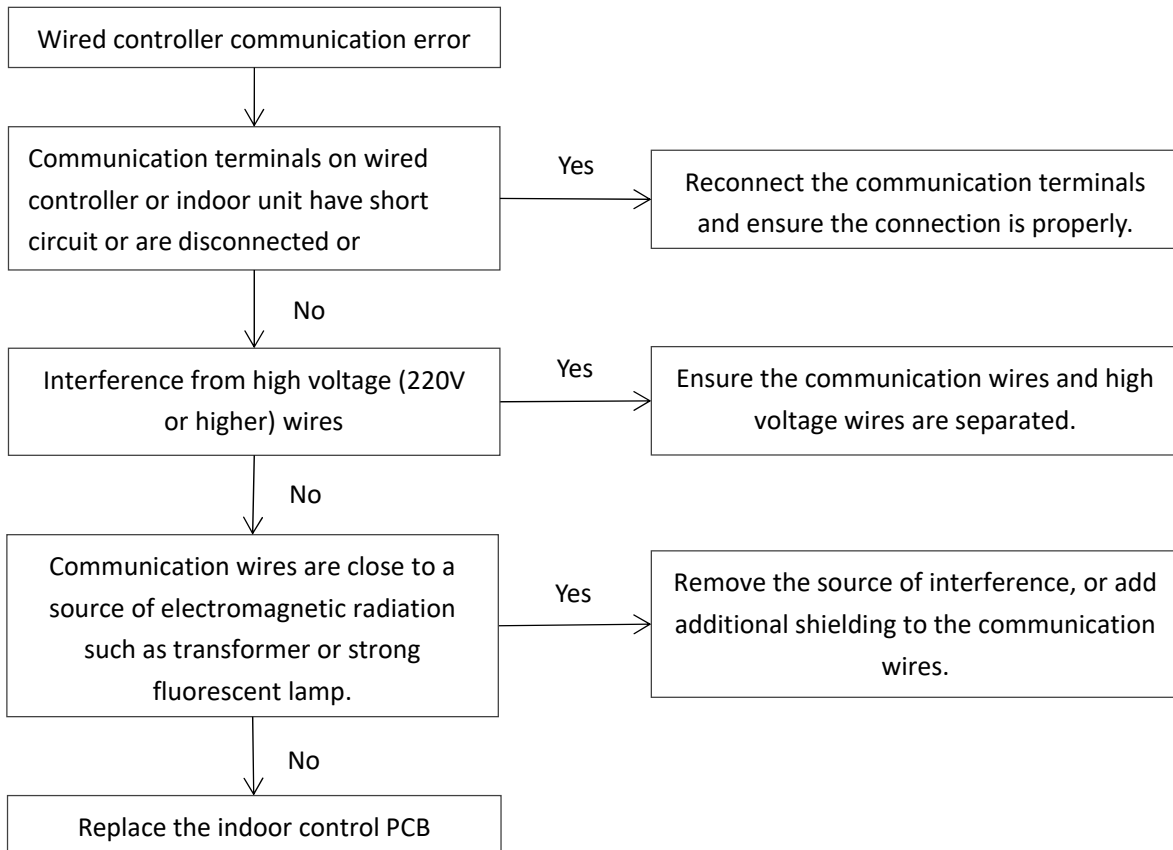 Wired controller communication error
Communication terminals on wired
controller or indoor unit have short
circuit or are disconnected or
Yes
Reconnect the communication terminals
and ensure the connection is properly.
No
Interference from high voltage (220V
or higher) wires
Yes
Ensure the communication wires and high
voltage wires are separated.
No
Communication wires are close to a
source of electromagnetic radiation
such as transformer or strong
fluorescent lamp.
Yes
Remove the source of interference, or add
additional shielding to the communication
wires.
No
Replace the indoor control PCB